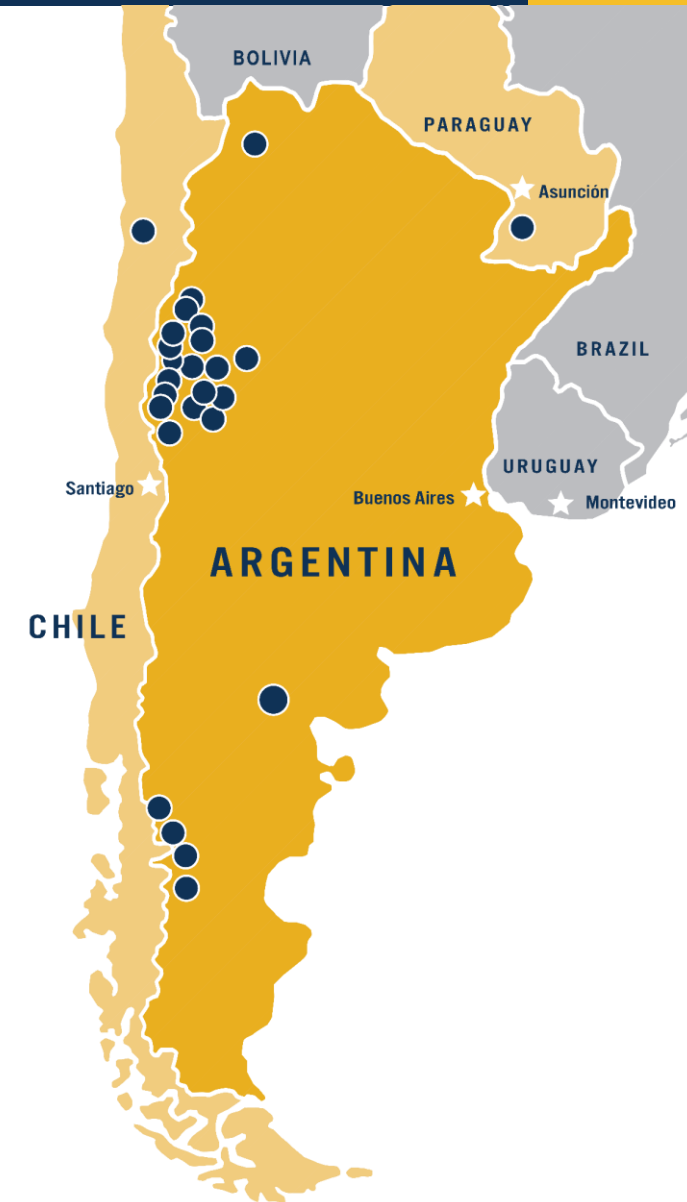 BOLIVIA
PARAGUAY
Asunción
BRAZIL
URUGUAY
Santiago
Buenos Aires
Montevideo
ARGENTINA
CHILE